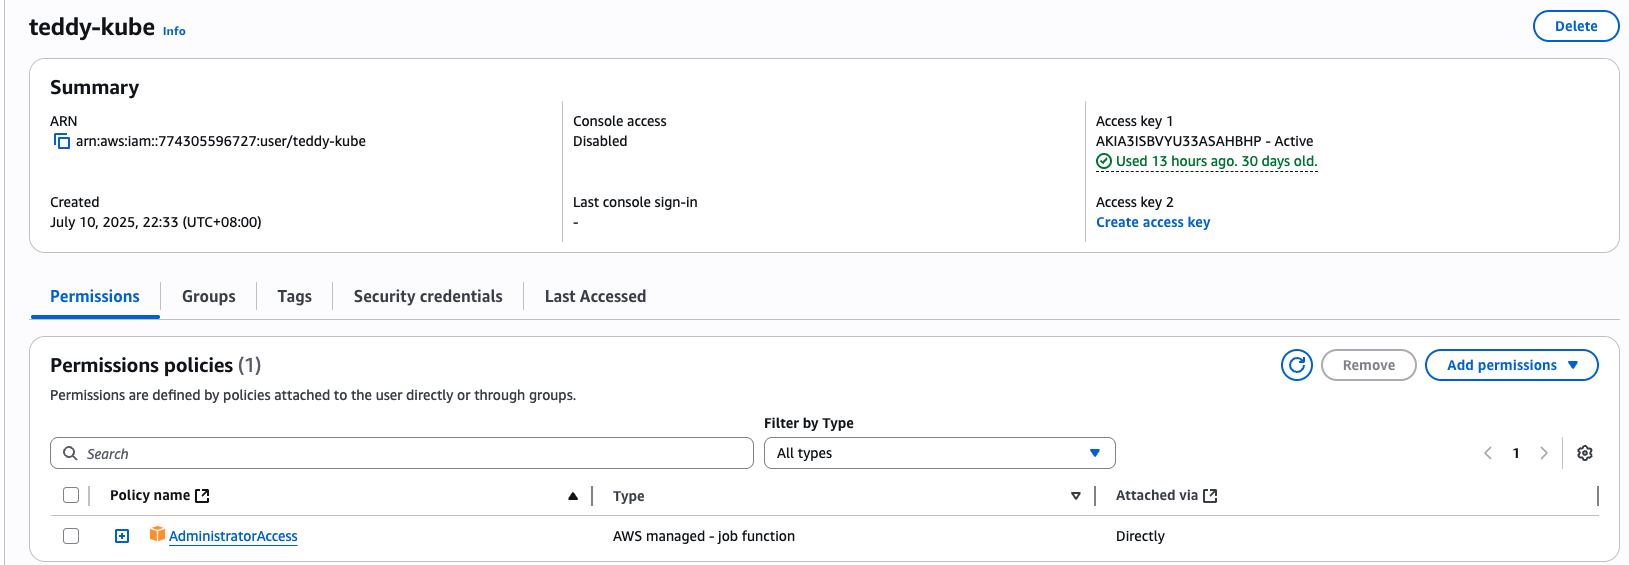 teddy-kube Info
Delete
Summary
ARN
arn:aws:iam::774305596727:user/teddy-kube
Created
July 10, 2025, 22:33 (UTC+08:00)
Console access
Disabled
Last console sign-in
-
Access key 1
AKIA3ISBVYU33ASAHBHP - Active
Used 13 hours ago. 30 days old.
Access key 2
Create access key
Permissions
Groups
Tags
Security credentials
Last Accessed
Permissions policies (1)
Remove
Add permissions
Permissions are defined by policies attached to the user directly or through groups.
Filter by Type
Search
All types
1
Policy name
Type
Attached via
AdministratorAccess
AWS managed - job function
Directly